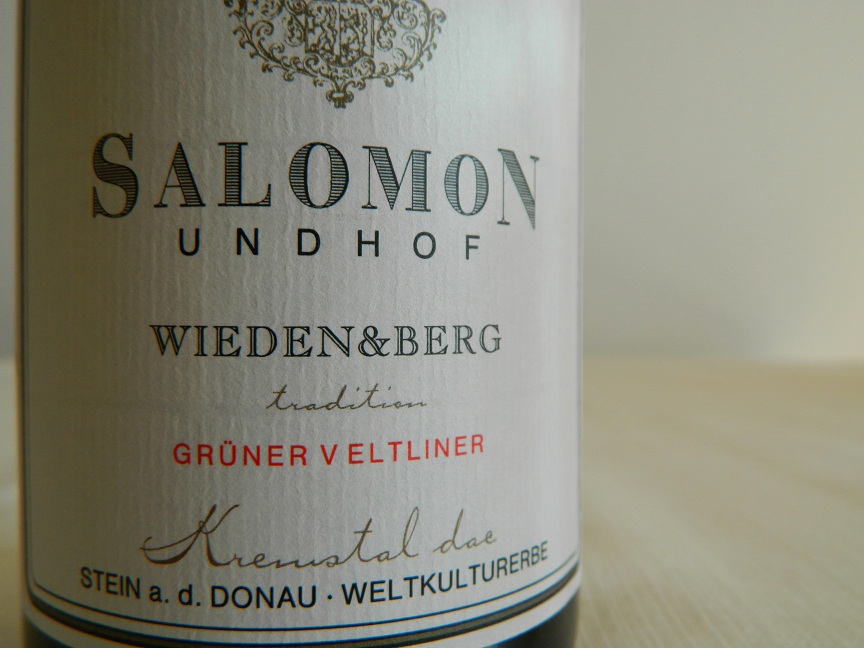 SALOMON
UNDHOF
WIEDEN&BERG
tradition
GRÜNER VELTLINER
Kremstal dac
STEIN a. d. DONAU · WELTKULTURERBE